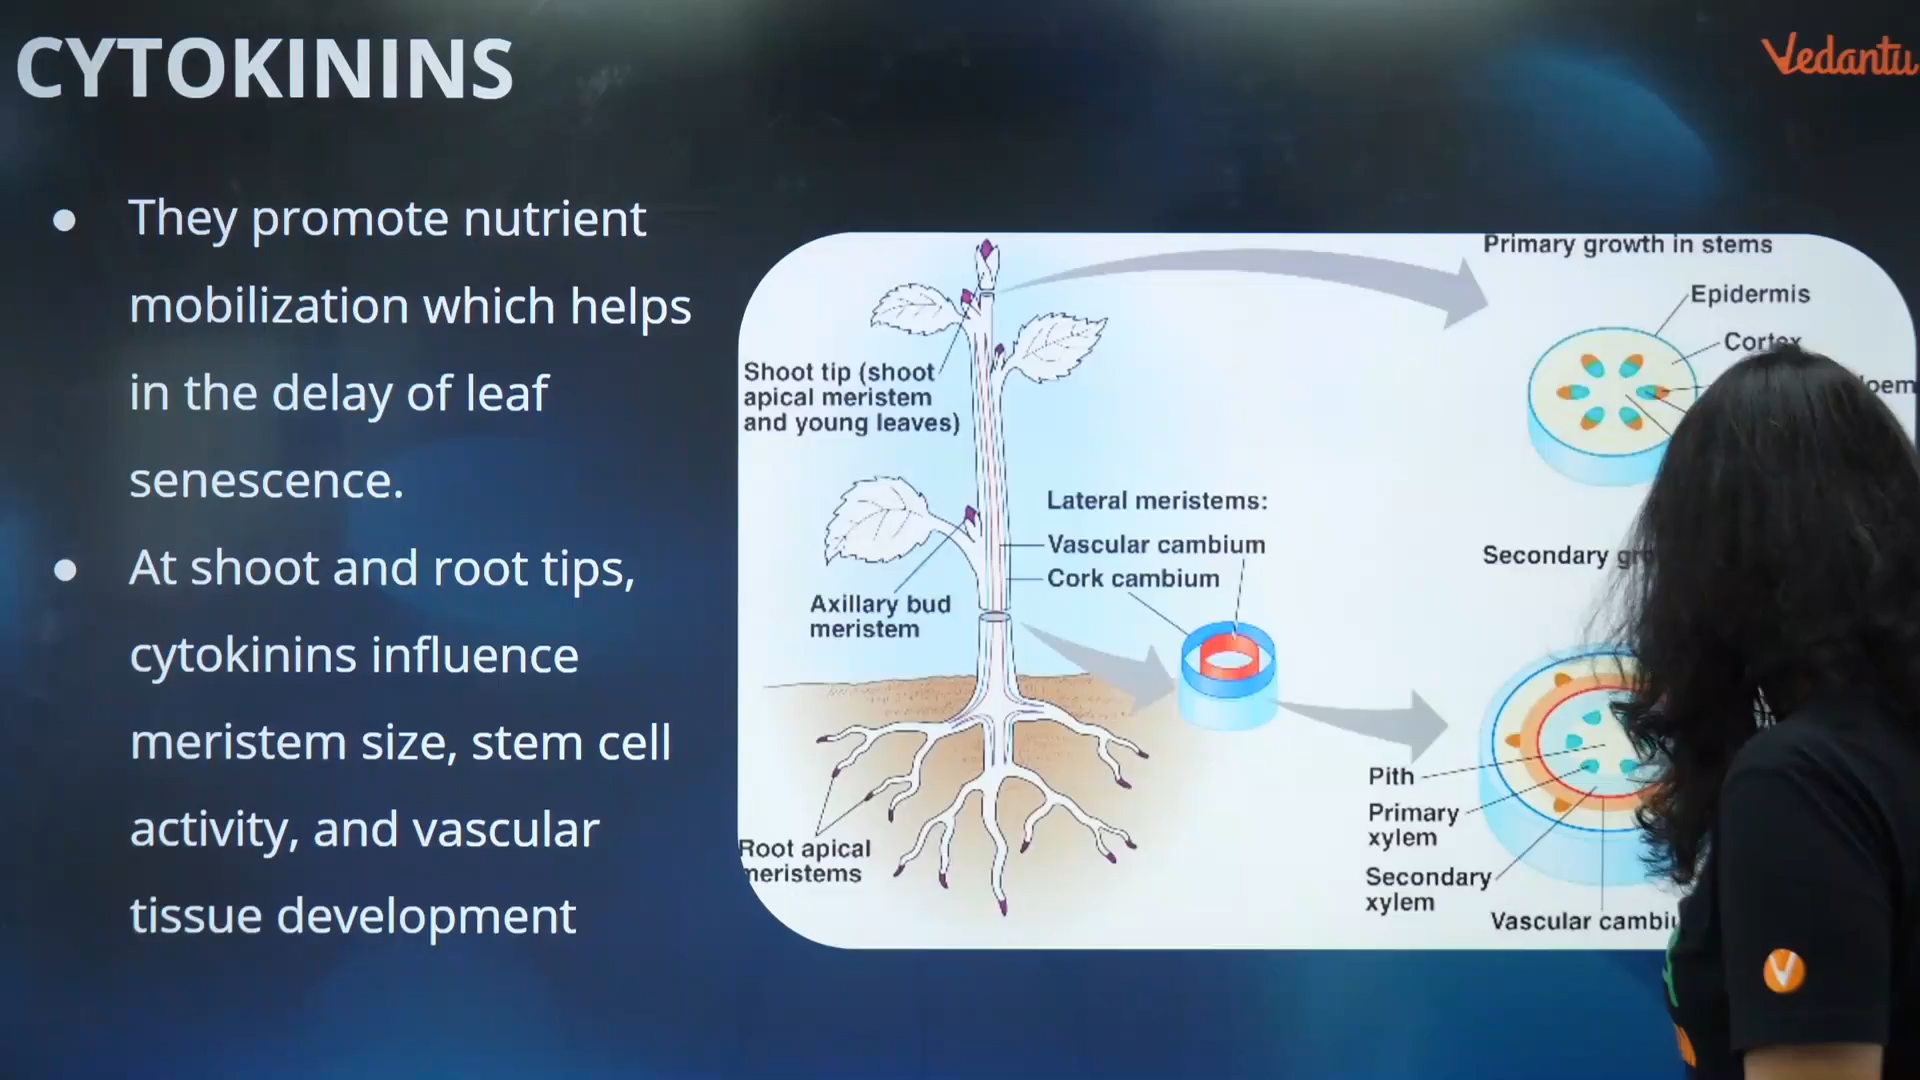 CYTOKININS
Vedantu
● They promote nutrient
mobilization which helps
in the delay of leaf
senescence.
● At shoot and root tips,
cytokinins influence
meristem size, stem cell
activity, and vascular
tissue development
Primary growth in stems
Epidermis
Cortex
Shoot tip (shoot
apical meristem
and young leaves)
Lateral meristems:
Vascular cambium
Cork cambium
Axillary bud
meristem
Secondary
Root apical
meristems
Pith
Primary
xylem
Secondary
xylem
Vascular
V